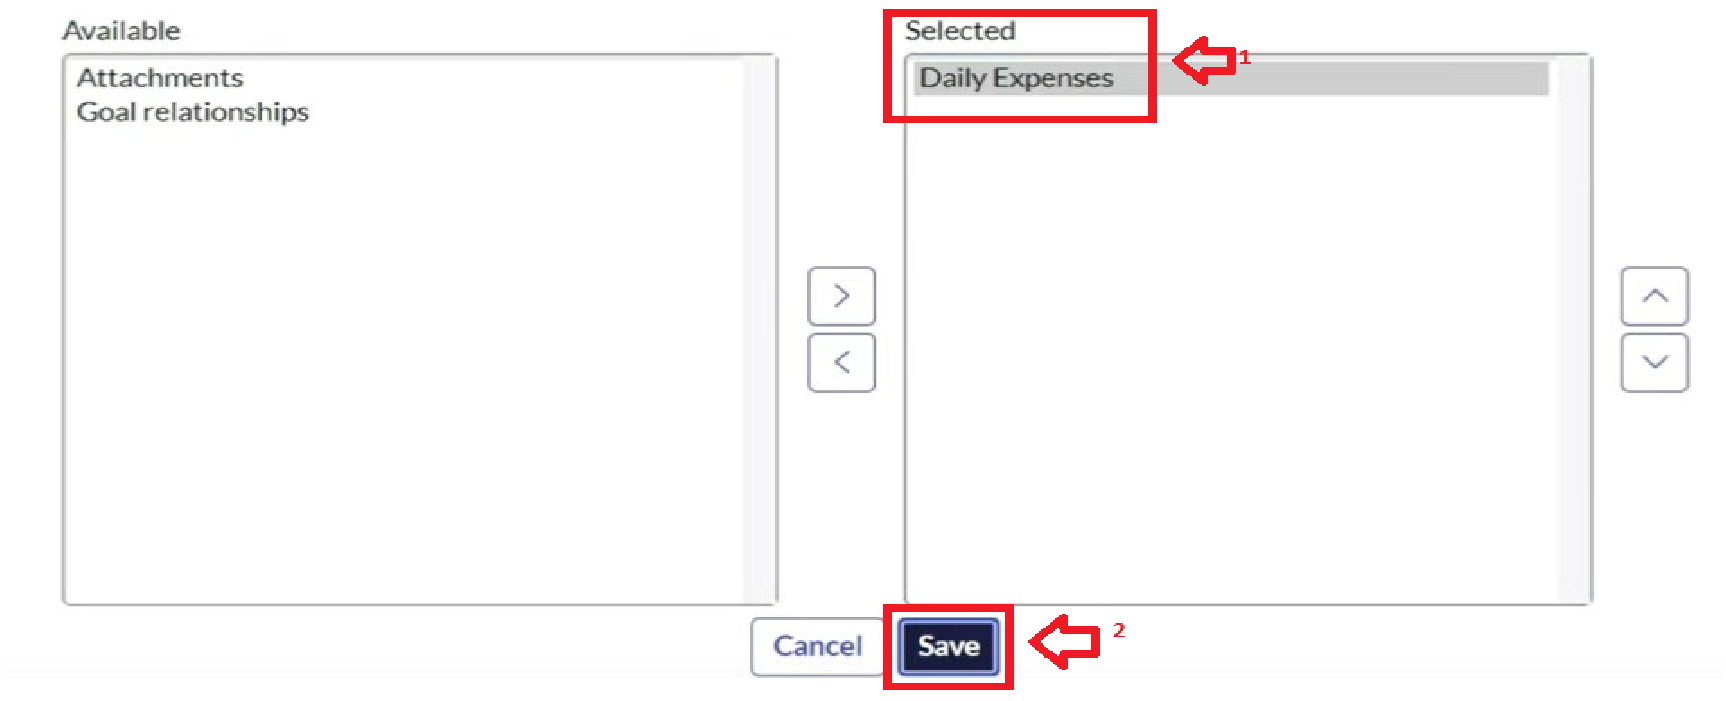 Available
Attachments
Goal relationships
Selected
Daily Expenses
1
>
<
Cancel
Save
2